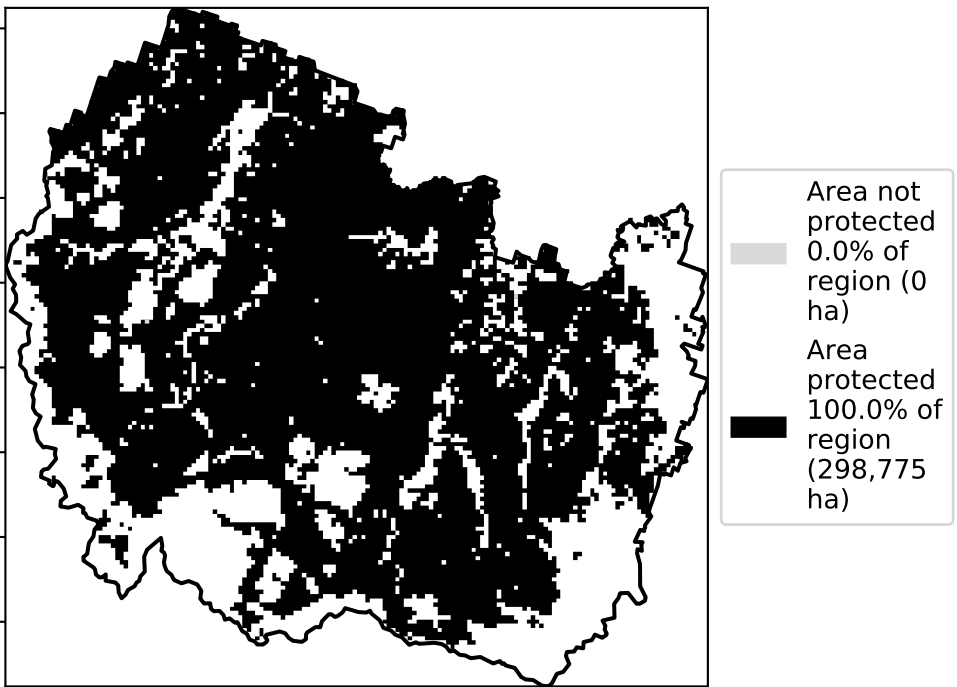 Area not
protected
0.0% of
region (0
ha)
Area
protected
100.0% of
region
(298,775
ha)